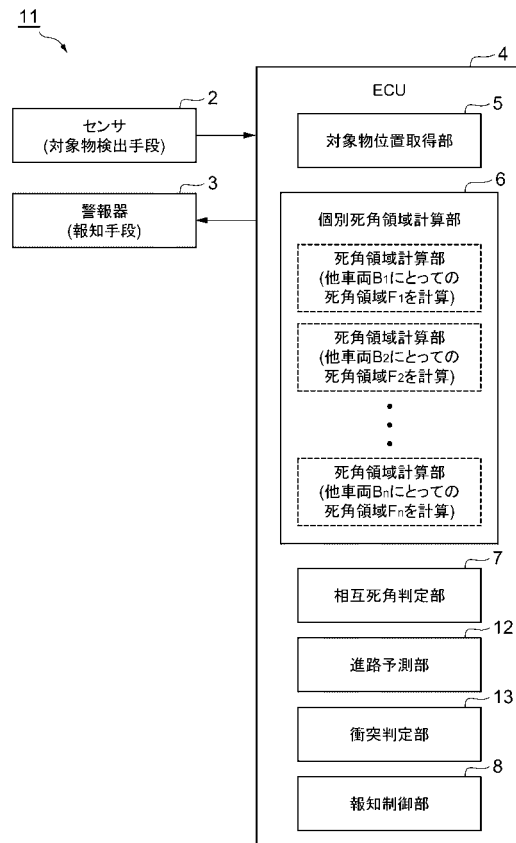 11
4
ECU
2
センサ
(対象物検出手段)
5
対象物位置取得部
3
警報器
(報知手段)
6
個別死角領域計算部
死角領域計算部
(他車両B1にとっての
死角領域F1を計算)
死角領域計算部
(他車両B2にとっての
死角領域F2を計算)
死角領域計算部
(他車両Bnにとっての
死角領域Fnを計算)
7
相互死角判定部
12
進路予測部
13
衝突判定部
8
報知制御部